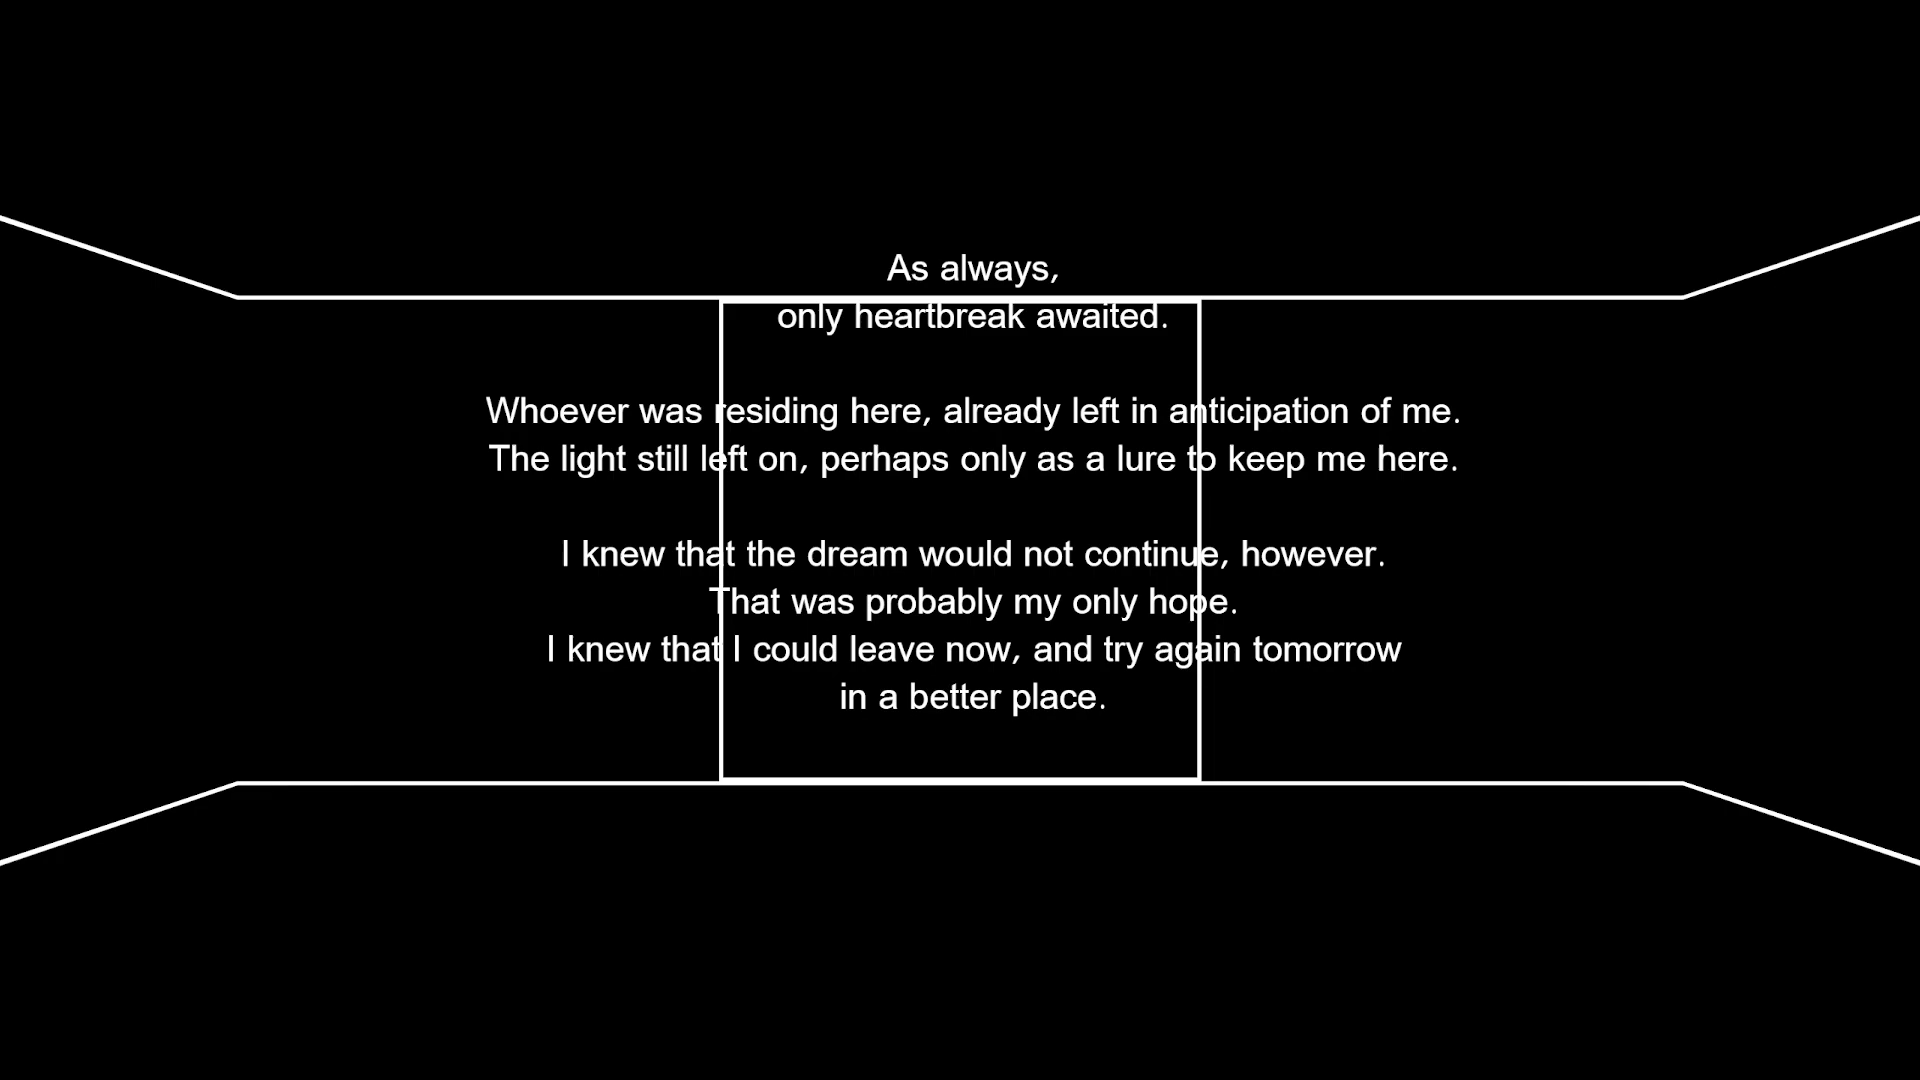 As always,
only heartbreak awaited.
Whoever was residing here, already left in anticipation of me.
The light still left on, perhaps only as a lure to keep me here.
I knew that the dream would not continue, however.
That was probably my only hope.
I knew that I could leave now, and try again tomorrow
in a better place.